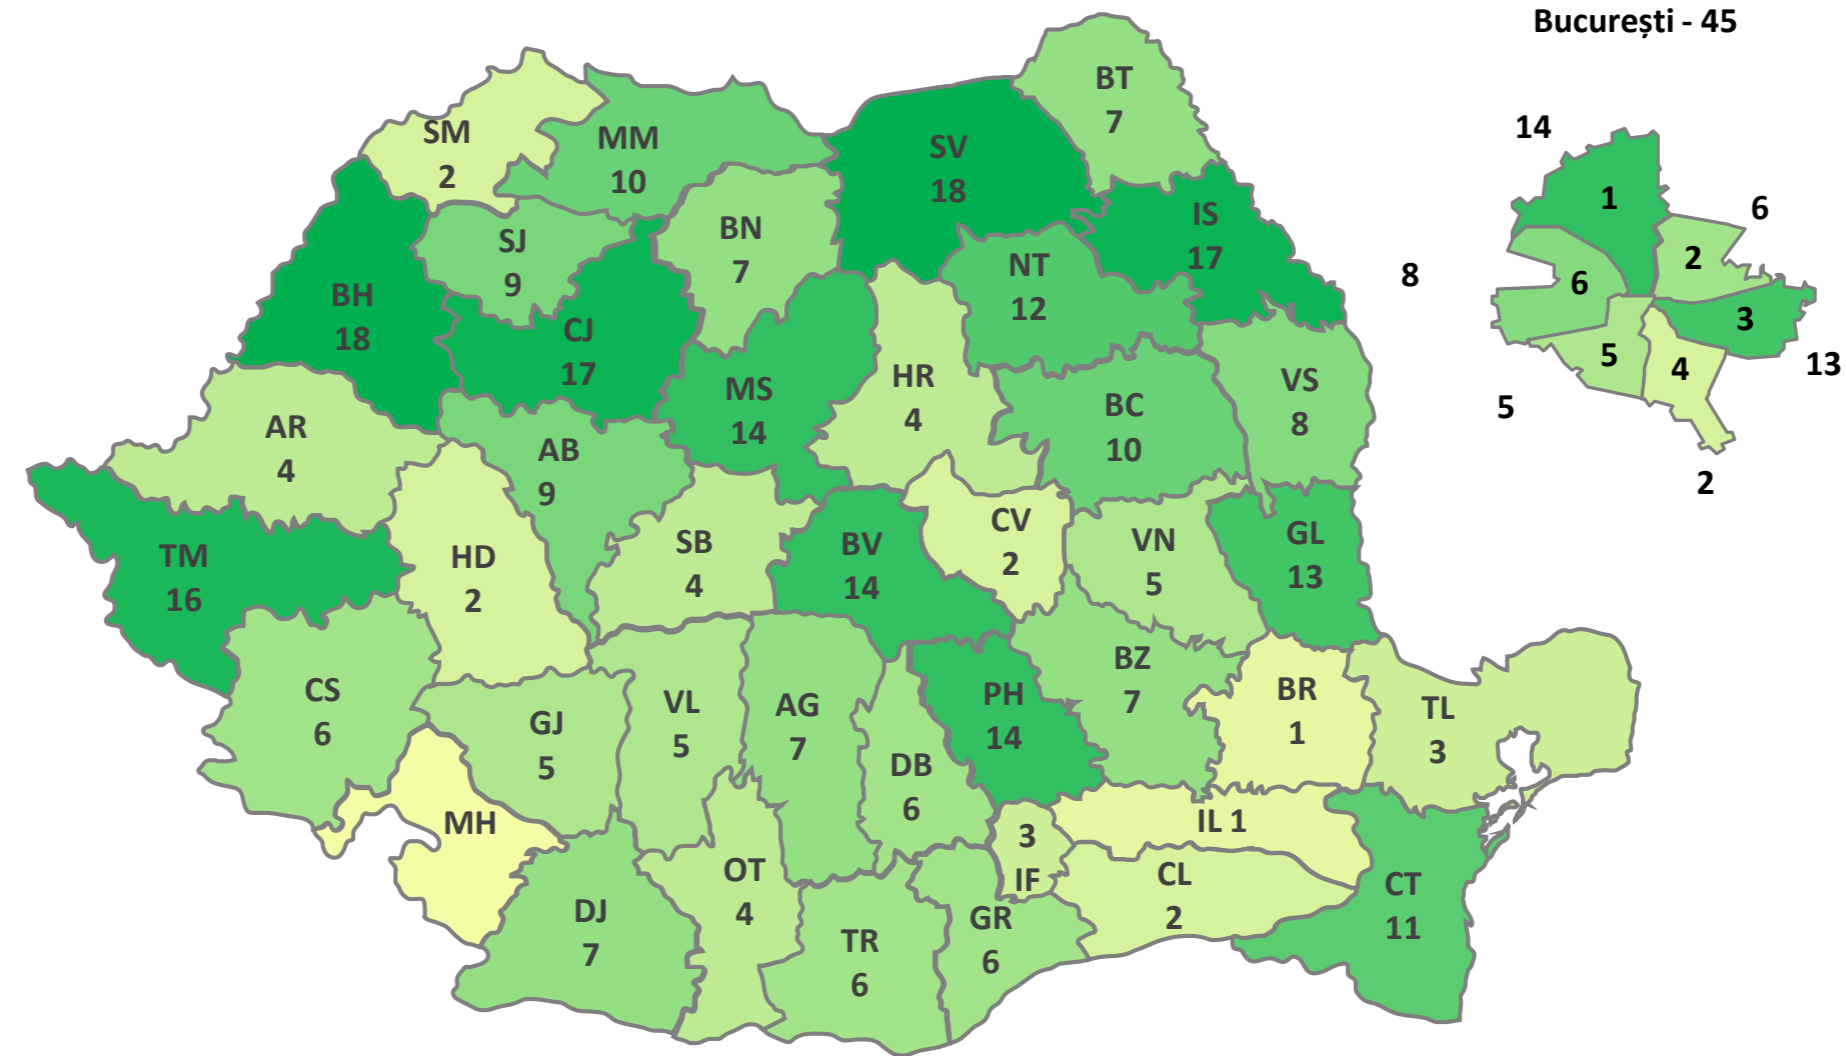 București - 45
BT
7
14
SM
2
MM
10
SV
18
1
6
IS
17
BN
7
SJ
9
2
NT
12
8
6
BH
18
3
CJ
17
5
4
13
HR
4
MS
14
VS
8
BC
10
5
AR
4
AB
9
2
CV
2
GL
13
TM
16
HD
2
SB
4
BV
14
VN
5
CS
6
GJ
5
VL
5
AG
7
PH
14
BZ
7
BR
1
TL
3
DB
6
MH
IL 1
3
IF
OT
4
CL
2
CT
11
DJ
7
TR
6
GR
6